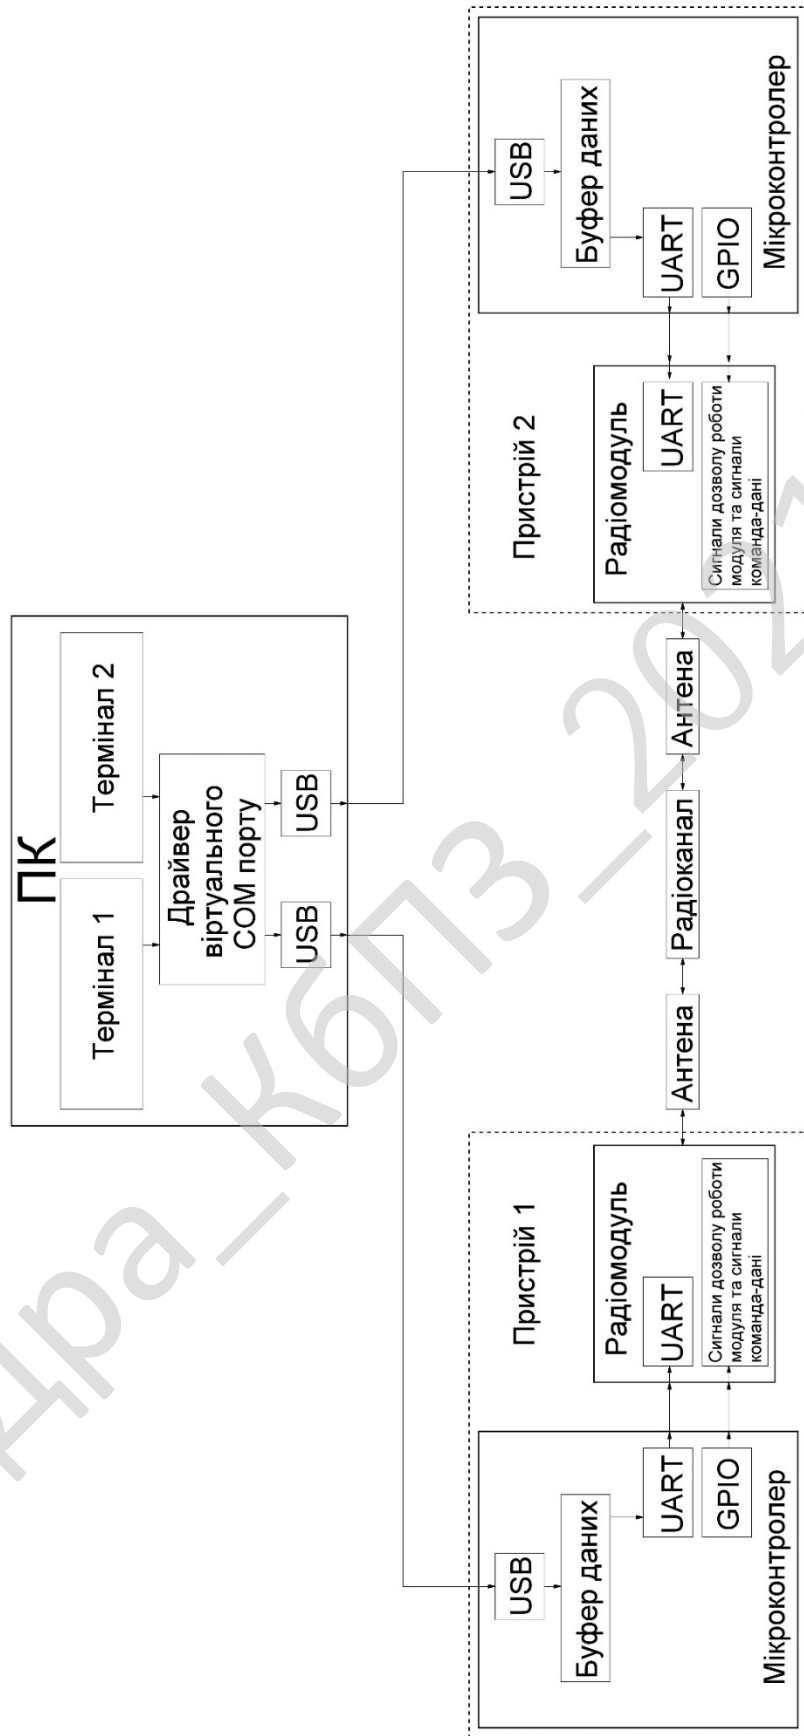 ПК
Термінал 1
Термінал 2
Драйвер
віртуального
COM порту
USB
USB
Пристрій 1
USB
Буфер даних
UART
GPIO
Мікроконтролер
Радіомодуль
UART
Сигнали дозволу роботи
модуля та сигнали
команда-дані
Антена
Радіоканал
Антена
Пристрій 2
Радіомодуль
UART
Сигнали дозволу роботи
модуля та сигнали
команда-дані
USB
Буфер даних
UART
GPIO
Мікроконтролер